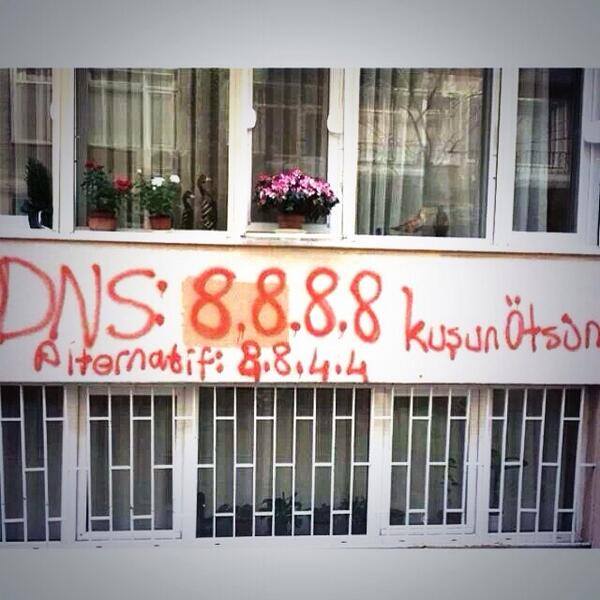 DNS: 8.8.8.8 kuşun Ötsün
Alternatif: 8.8.4.4